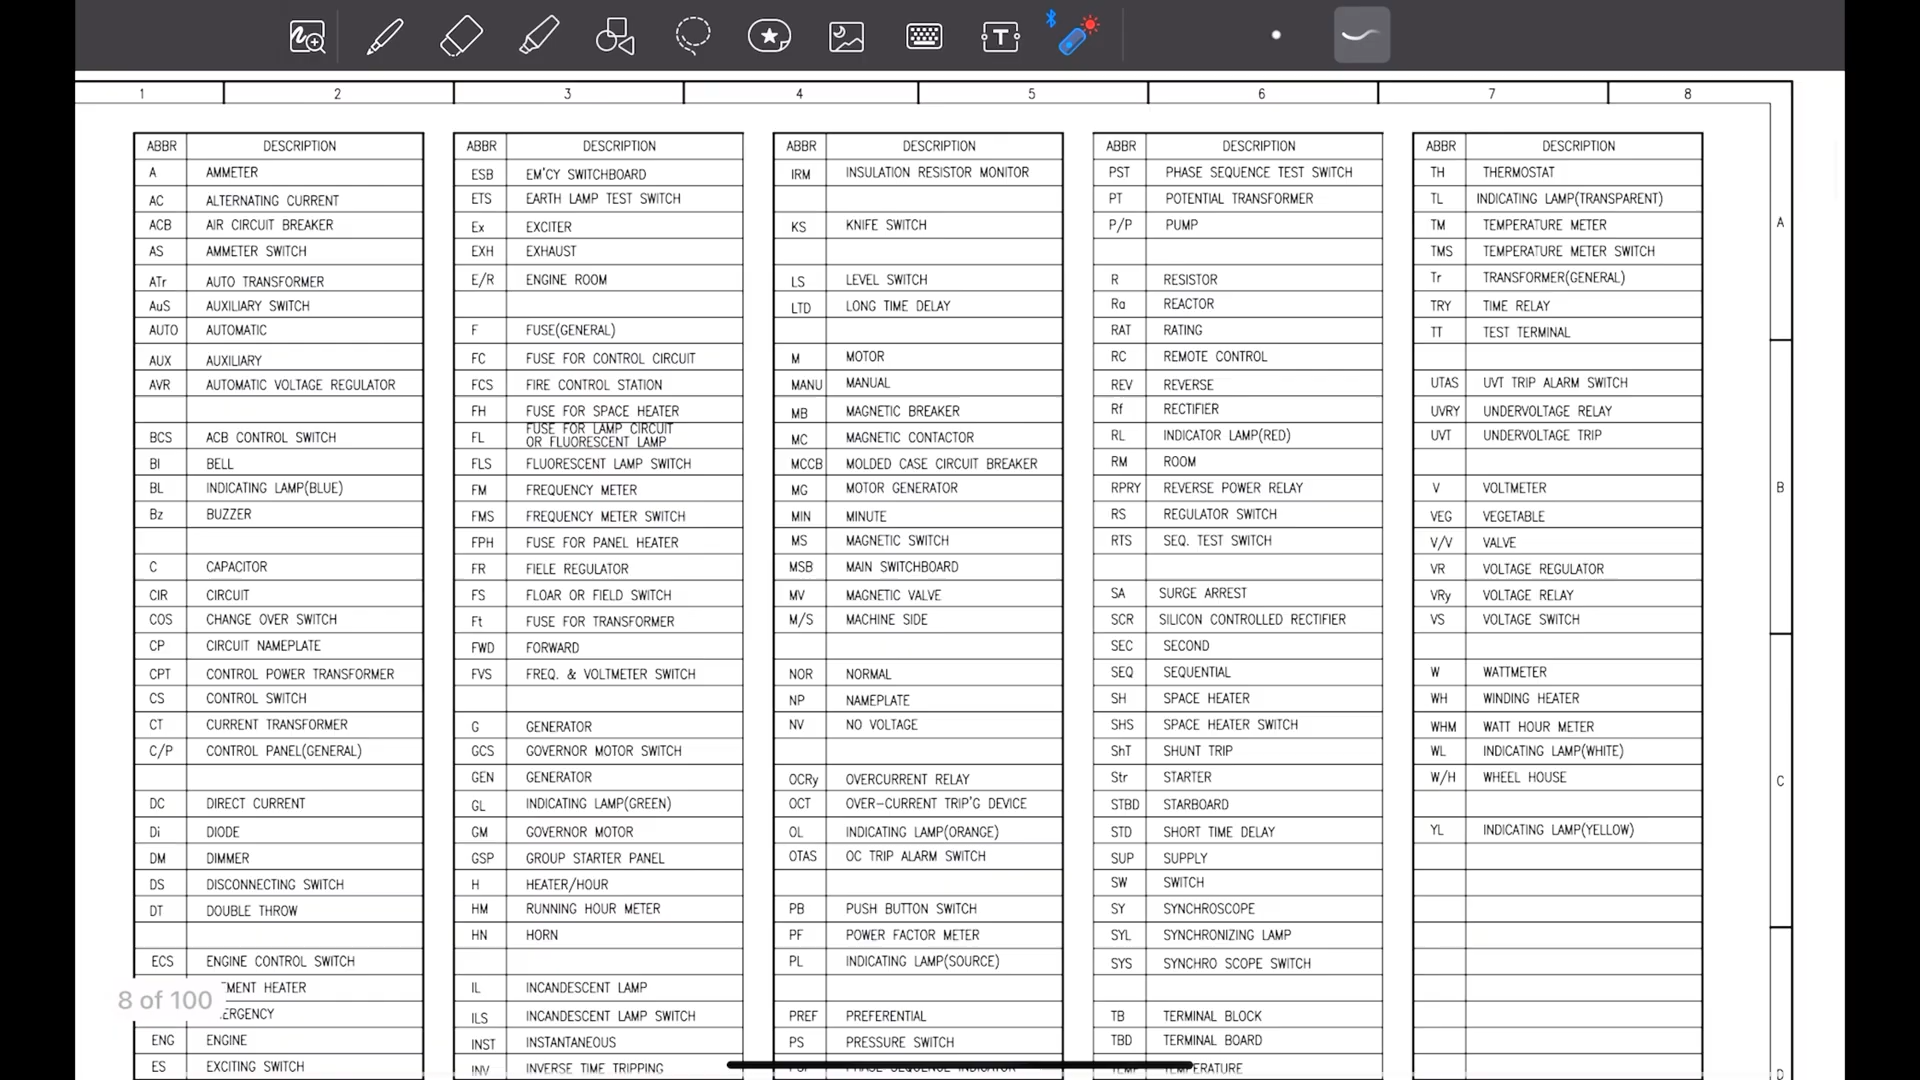 1 2 3 4 5 6 7 8
ABBR DESCRIPTION
A AMMETER
AC ALTERNATING CURRENT
ACB AIR CIRCUIT BREAKER
AS AMMETER SWITCH
ATr AUTO TRANSFORMER
AuS AUXILIARY SWITCH
AUTO AUTOMATIC
AUX AUXILIARY
AVR AUTOMATIC VOLTAGE REGULATOR
BCS ACB CONTROL SWITCH
Bl BELL
BL INDICATING LAMP(BLUE)
Bz BUZZER
C CAPACITOR
CIR CIRCUIT
COS CHANGE OVER SWITCH
CP CIRCUIT NAMEPLATE
CPT CONTROL POWER TRANSFORMER
CS CONTROL SWITCH
CT CURRENT TRANSFORMER
C/P CONTROL PANEL(GENERAL)
DC DIRECT CURRENT
Di DIODE
DM DIMMER
DS DISCONNECTING SWITCH
DT DOUBLE THROW
ECS ENGINE CONTROL SWITCH
EMENT HEATER
ERGENCY
ENG ENGINE
ES EXCITING SWITCH
8 of 100
ABBR DESCRIPTION
ESB EM'CY SWITCHBOARD
ETS EARTH LAMP TEST SWITCH
Ex EXCITER
EXH EXHAUST
E/R ENGINE ROOM
F FUSE(GENERAL)
FC FUSE FOR CONTROL CIRCUIT
FCS FIRE CONTROL STATION
FH FUSE FOR SPACE HEATER
FL FUSE FOR LAMP CIRCUIT
OR FLUORESCENT LAMP
FLS FLUORESCENT LAMP SWITCH
FM FREQUENCY METER
FMS FREQUENCY METER SWITCH
FPH FUSE FOR PANEL HEATER
FR FIELE REGULATOR
FS FLOAR OR FIELD SWITCH
Ft FUSE FOR TRANSFORMER
FWD FORWARD
FVS FREQ. & VOLTMETER SWITCH
G GENERATOR
GCS GOVERNOR MOTOR SWITCH
GEN GENERATOR
GL INDICATING LAMP(GREEN)
GM GOVERNOR MOTOR
GSP GROUP STARTER PANEL
H HEATER/HOUR
HM RUNNING HOUR METER
HN HORN
IL INCANDESCENT LAMP
ILS INCANDESCENT LAMP SWITCH
INST INSTANTANEOUS
INV INVERSE TIME TRIPPING
ABBR DESCRIPTION
IRM INSULATION RESISTOR MONITOR
KS KNIFE SWITCH
LS LEVEL SWITCH
LTD LONG TIME DELAY
M MOTOR
MANU MANUAL
MB MAGNETIC BREAKER
MC MAGNETIC CONTACTOR
MCCB MOLDED CASE CIRCUIT BREAKER
MG MOTOR GENERATOR
MIN MINUTE
MS MAGNETIC SWITCH
MSB MAIN SWITCHBOARD
MV MAGNETIC VALVE
M/S MACHINE SIDE
NOR NORMAL
NP NAMEPLATE
NV NO VOLTAGE
OCRy OVERCURRENT RELAY
OCT OVER-CURRENT TRIP'G DEVICE
OL INDICATING LAMP(ORANGE)
OTAS OC TRIP ALARM SWITCH
PB PUSH BUTTON SWITCH
PF POWER FACTOR METER
PL INDICATING LAMP(SOURCE)
PREF PREFERENTIAL
PS PRESSURE SWITCH
ABBR DESCRIPTION
PST PHASE SEQUENCE TEST SWITCH
PT POTENTIAL TRANSFORMER
P/P PUMP
R RESISTOR
Ra REACTOR
RAT RATING
RC REMOTE CONTROL
REV REVERSE
Rf RECTIFIER
RL INDICATOR LAMP(RED)
RM ROOM
RPRY REVERSE POWER RELAY
RS REGULATOR SWITCH
RTS SEQ. TEST SWITCH
SA SURGE ARREST
SCR SILICON CONTROLLED RECTIFIER
SEC SECOND
SEQ SEQUENTIAL
SH SPACE HEATER
SHS SPACE HEATER SWITCH
ShT SHUNT TRIP
Str STARTER
STBD STARBOARD
STD SHORT TIME DELAY
SUP SUPPLY
SW SWITCH
SY SYNCHROSCOPE
SYL SYNCHRONIZING LAMP
SYS SYNCHRO SCOPE SWITCH
TB TERMINAL BLOCK
TBD TERMINAL BOARD
TEMP TEMPERATURE
ABBR DESCRIPTION
TH THERMOSTAT
TL INDICATING LAMP(TRANSPARENT)
TM TEMPERATURE METER
TMS TEMPERATURE METER SWITCH
Tr TRANSFORMER(GENERAL)
TRY TIME RELAY
TT TEST TERMINAL
UTAS UVT TRIP ALARM SWITCH
UVRY UNDERVOLTAGE RELAY
UVT UNDERVOLTAGE TRIP
V VOLTMETER
VEG VEGETABLE
V/V VALVE
VR VOLTAGE REGULATOR
VRy VOLTAGE RELAY
VS VOLTAGE SWITCH
W WATTMETER
WH WINDING HEATER
WHM WATT HOUR METER
WL INDICATING LAMP(WHITE)
W/H WHEEL HOUSE
YL INDICATING LAMP(YELLOW)
A
B
C
D